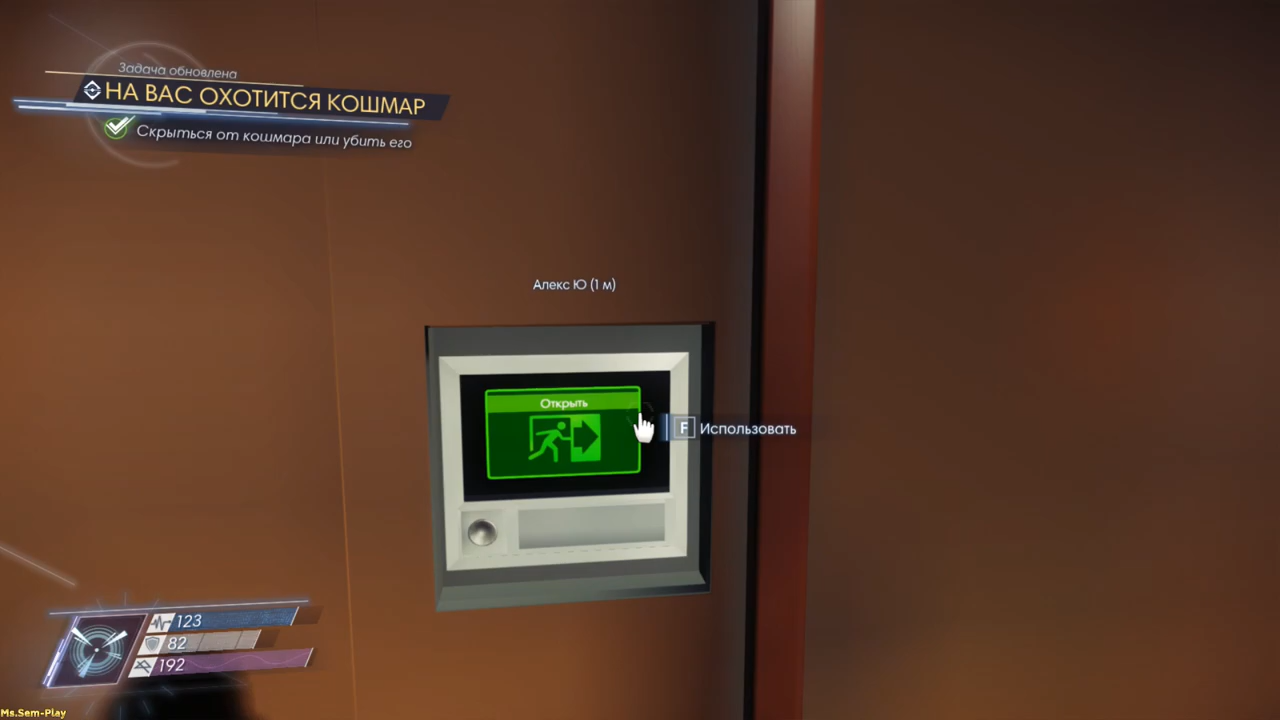 Задача обновлена
НА ВАС ОХОТИТСЯ КОШМАР
Скрыться от кошмара или убить его
Алекс Ю (1 м)
Открыть
F Использовать
123
82
192
Ms.Sem-Play